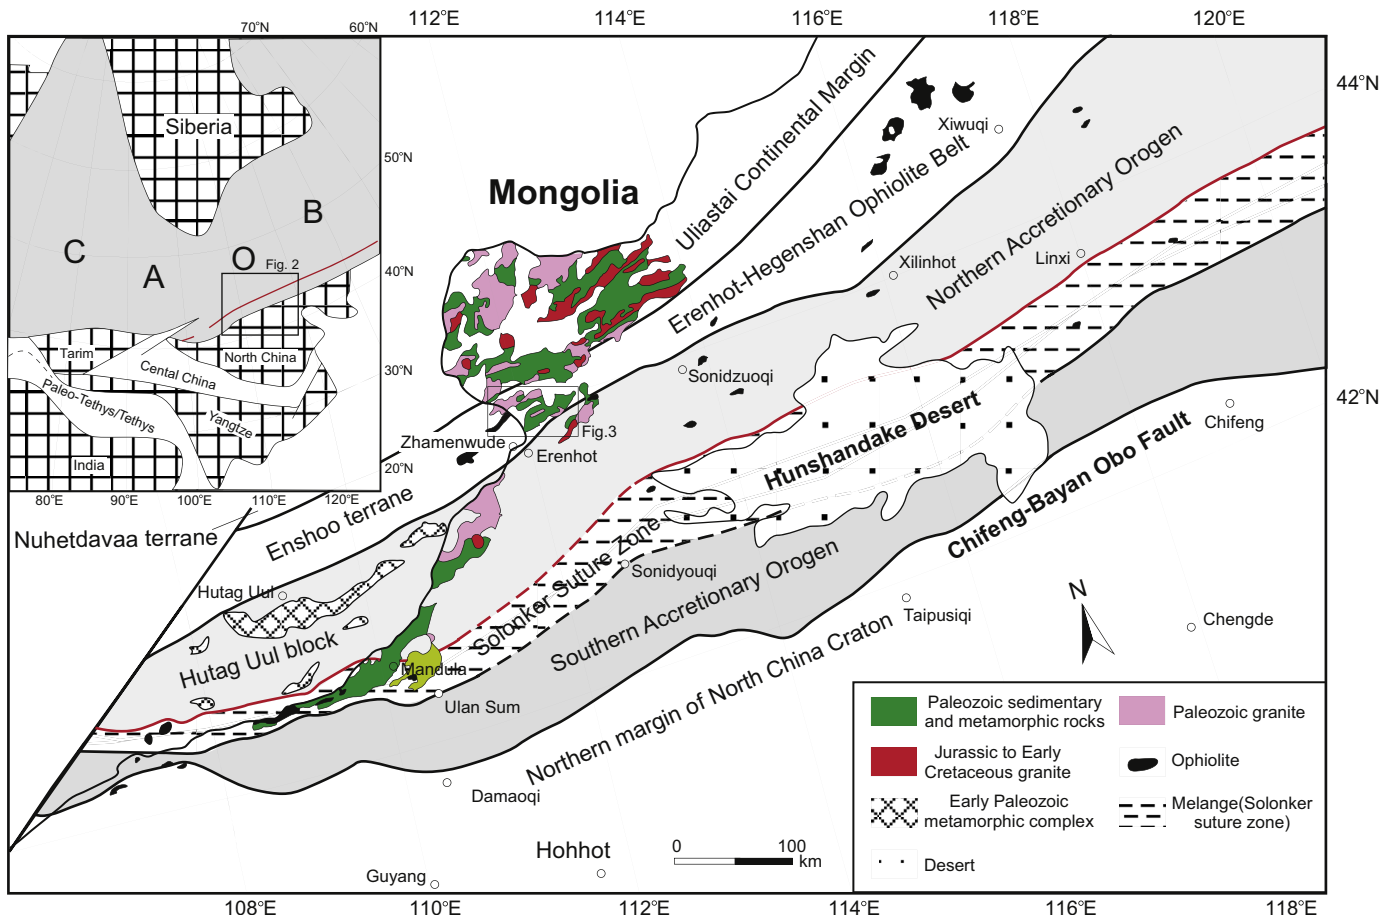 112°E
114°E
116°E
118°E
120°E
70°N
60°N
44°N
Siberia
50°N
B
C
A
O
Fig. 2
40°N
Tarim
North China
Cental China
30°N
Paleo-Tethys/Tethys
Yangtze
India
20°N
80°E
90°E
100°E
110°E
120°E
Mongolia
Uliastai Continental Margin
Xiwuqi
Erenhot-Hegenshan Ophiolite Belt
Northern Accretionary Orogen
Xilinhot
Linxi
Sonidzuoqi
42°N
Chifeng
Hunshandake Desert
Chifeng-Bayan Obo Fault
Zhamenwude
Fig.3
Erenhot
Nuhetdavaa terrane
Enshoo terrane
Hutag Uul
Hutag Uul block
Solonker Suture Zone
Sonidyouqi
Southern Accretionary Orogen
Taipusiqi
N
Chengde
Mandula
Ulan Sum
Northern margin of North China Craton
Damaoqi
Hohhot
Guyang
0
100
km
Paleozoic sedimentary
and metamorphic rocks
Paleozoic granite
Jurassic to Early
Cretaceous granite
Ophiolite
Early Paleozoic
metamorphic complex
Melange(Solonker
suture zone)
Desert
108°E
110°E
112°E
114°E
116°E
118°E